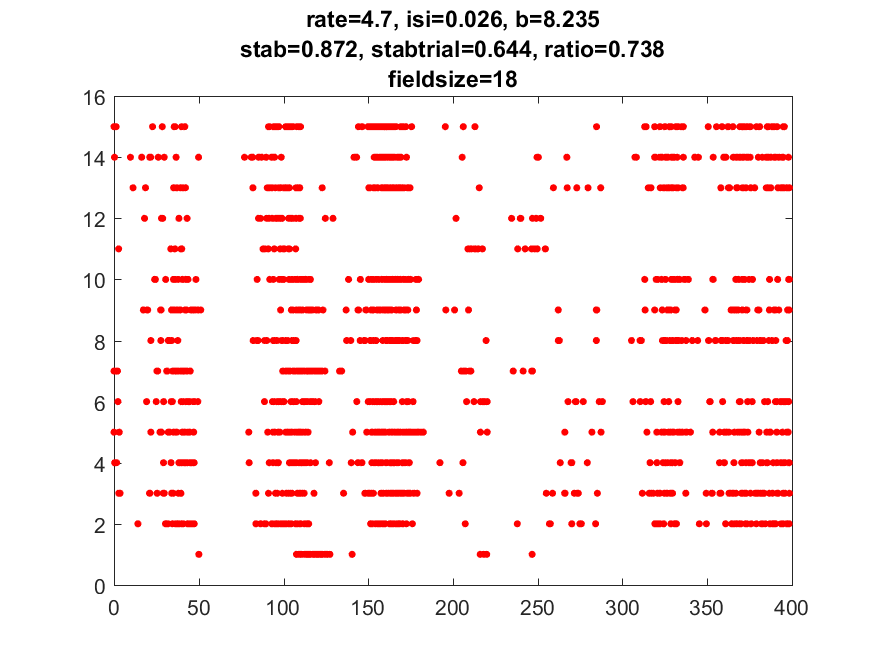 rate=4.7, isi=0.026, b=8.235
stab=0.872, stabtrial=0.644, ratio=0.738
fieldsize=18
16
14
12
10
8
6
4
2
0
0 50 100 150 200 250 300 350 400